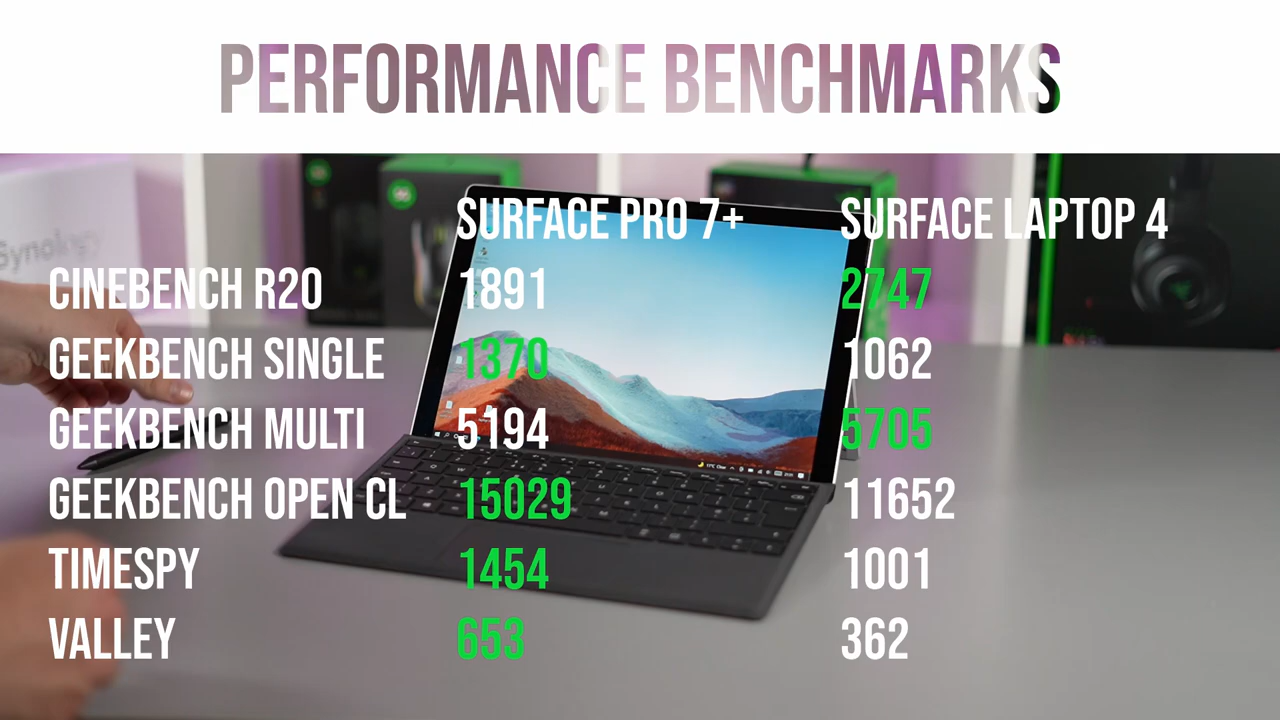 PERFORMANCE BENCHMARKS
SURFACE PRO 7+ SURFACE LAPTOP 4
CINEBENCH R20 1891 2747
GEEKBENCH SINGLE 1370 1062
GEEKBENCH MULTI 5194 5705
GEEKBENCH OPEN CL 15029 11652
TIMESPY 1454 1001
VALLEY 653 362
Synology